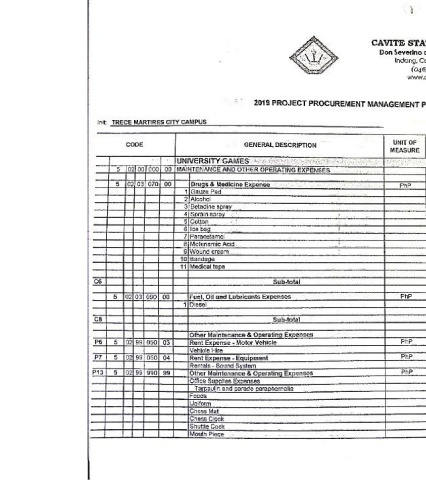 CAVITE STA
Don Severino
Indang, Ca
(046
www.c
2019 PROJECT PROCUREMENT MANAGEMENT P
TRECE MARTIRES CITY CAMPUS
CODE GENERAL DESCRIPTION UNIT OF MEASURE
UNIVERSITY GAMES
5 02 00 000 00 MAINTENANCE AND OTHER OPERATING EXPENSES
5 02 03 070 00 Drugs & Medicine Expense PhP
1 Gauze Pad
2 Alcohol
3 Betadine spray
4 Sprain spray
5 Cotton
6 Ice bag
7 Paracetamol
8 Mefenamic Acid
9 Wound cream
10 Bandage
11 Medical tape
C6 Sub-total
5 02 03 090 00 Fuel, Oil and Lubricants Expenses PhP
1 Diesel
C8 Sub-total
Other Maintenance & Operating Expenses
P6 5 02 99 050 03 Rent Expense - Motor Vehicle PhP
Vehicle Hire
P7 5 02 99 050 04 Rent Expense - Equipment PhP
Rentals - Sound System
P13 5 02 99 990 99 Other Maintenance & Operating Expenses PhP
Office Supplies Expenses
Tarpaulin and parade paraphernalia
Foods
Uniform
Chess Mat
Chess Clock
Shuttle Cock
Mouth Piece